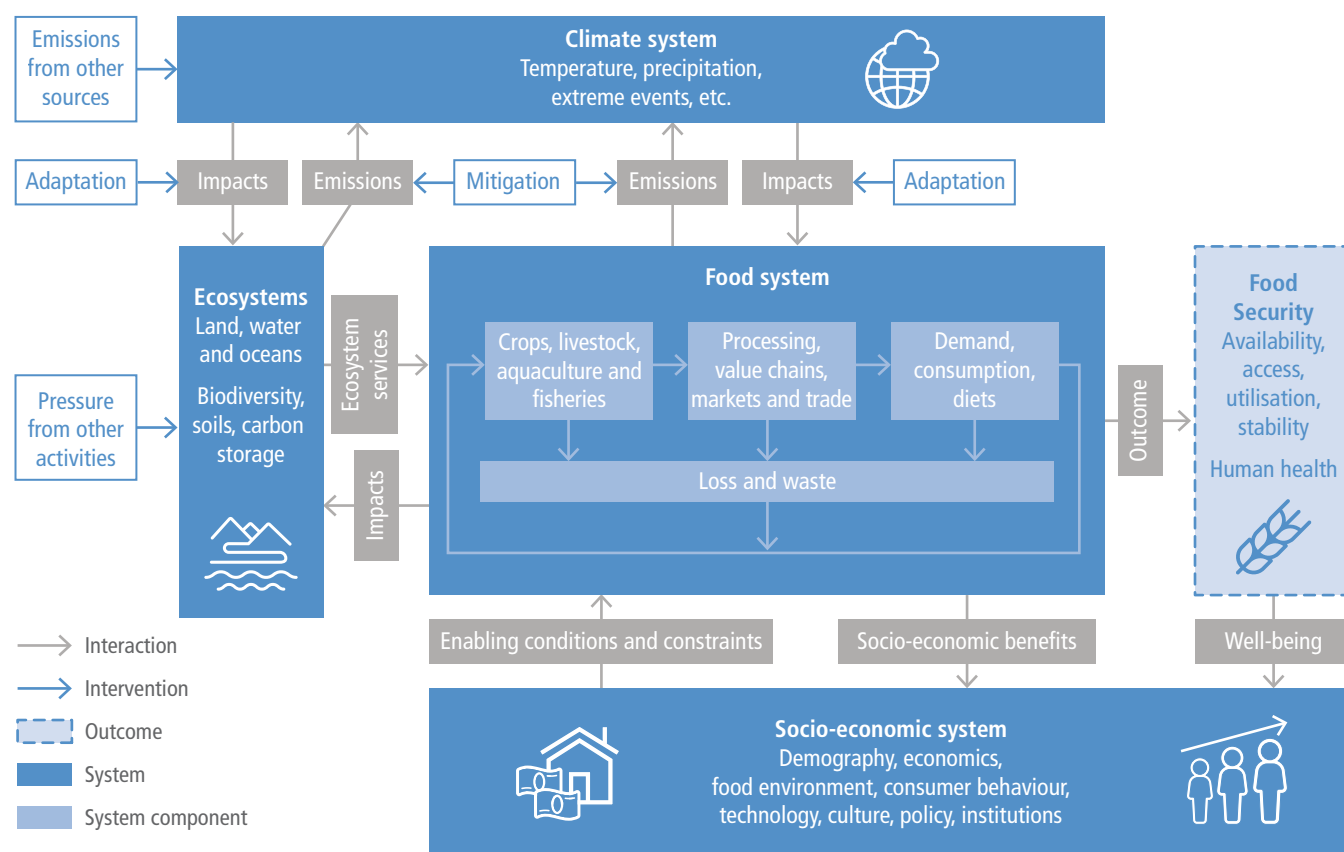 Emissions
from other
sources
Climate system
Temperature, precipitation,
extreme events, etc.
Adaptation
Impacts
Emissions
Mitigation
Emissions
Impacts
Adaptation
Ecosystems
Land, water
and oceans
Biodiversity,
soils, carbon
storage
Pressure
from other
activities
Ecosystem
services
Impacts
Food system
Crops, livestock,
aquaculture and
fisheries
Processing,
value chains,
markets and trade
Demand,
consumption,
diets
Loss and waste
Outcome
Food
Security
Availability,
access,
utilisation,
stability
Human health
Enabling conditions and constraints
Socio-economic benefits
Well-being
Socio-economic system
Demography, economics,
food environment, consumer behaviour,
technology, culture, policy, institutions
Interaction
Intervention
Outcome
System
System component